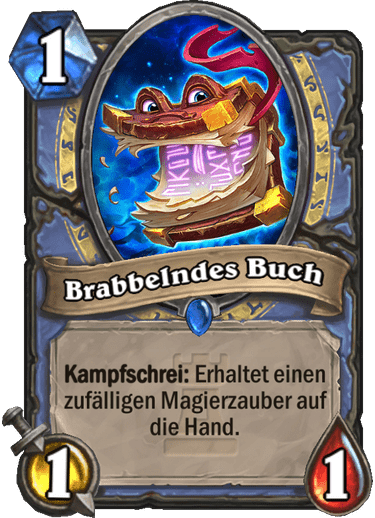 1
Brabbelndes Buch
Kampfschrei: Erhaltet einen
zufälligen Magierzauber auf
die Hand.
1
1